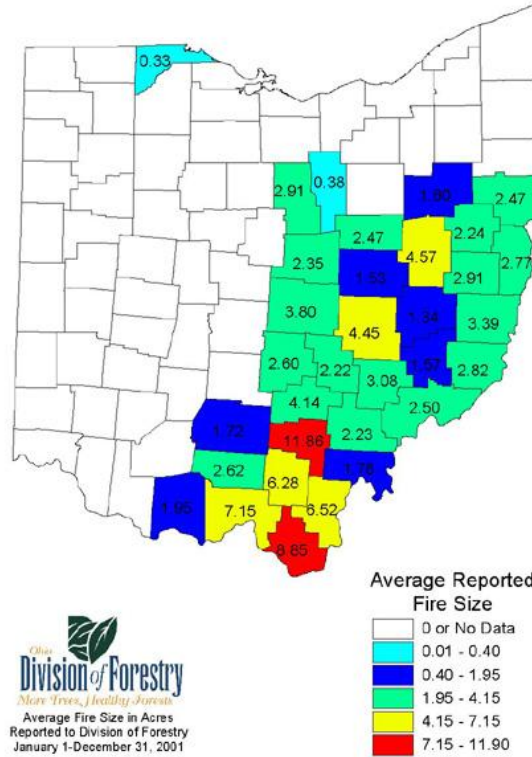 0.33
2.91
0.38
1.60
2.47
2.47
4.57
2.24
2.77
2.35
1.53
2.91
3.80
4.45
1.34
3.39
2.60
2.22
3.08
1.57
2.82
4.14
2.50
1.72
11.86
2.23
2.62
1.78
6.28
6.52
1.95
7.15
8.85
Average Reported
Fire Size
0 or No Data
0.01 - 0.40
0.40 - 1.95
1.95 - 4.15
4.15 - 7.15
7.15 - 11.90
Ohio
Division of Forestry
More Trees, Healthy Forests
Average Fire Size in Acres
Reported to Division of Forestry
January 1-December 31, 2001